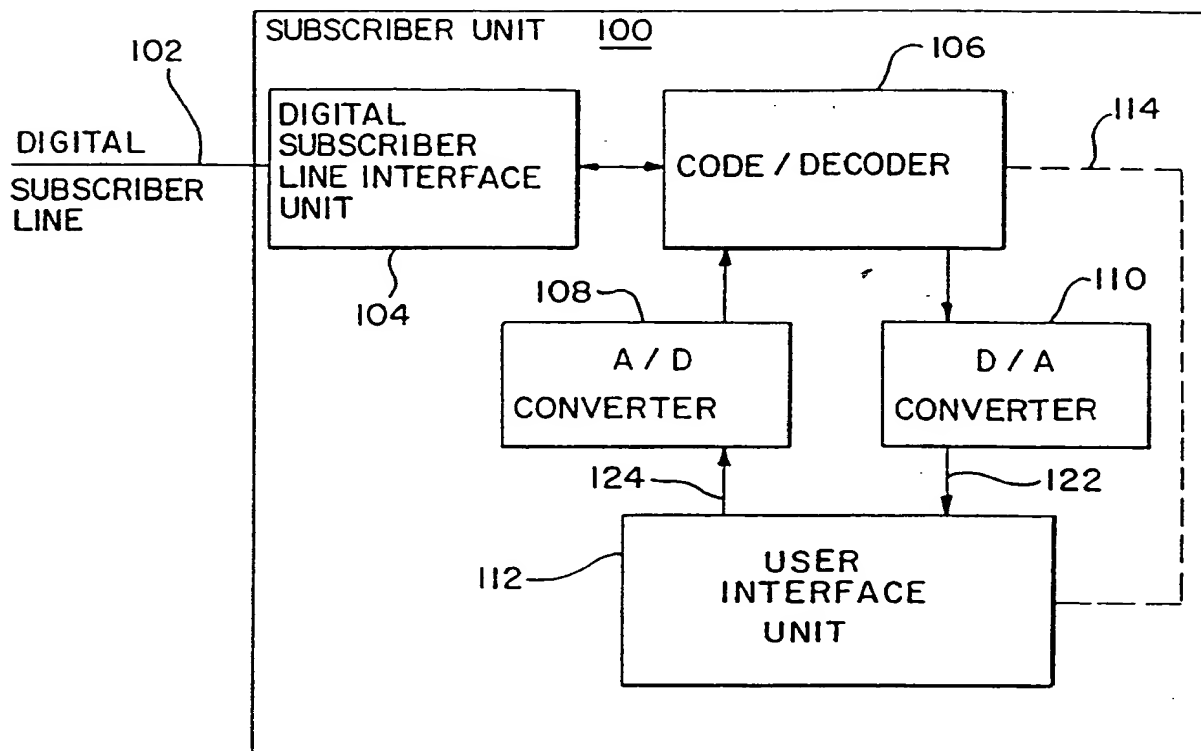 SUBSCRIBER UNIT 100
102
106
114
DIGITAL
SUBSCRIBER
LINE
DIGITAL
SUBSCRIBER
LINE INTERFACE
UNIT
CODE / DECODER
104
108
110
A / D
CONVERTER
D / A
CONVERTER
124
122
112
USER
INTERFACE
UNIT